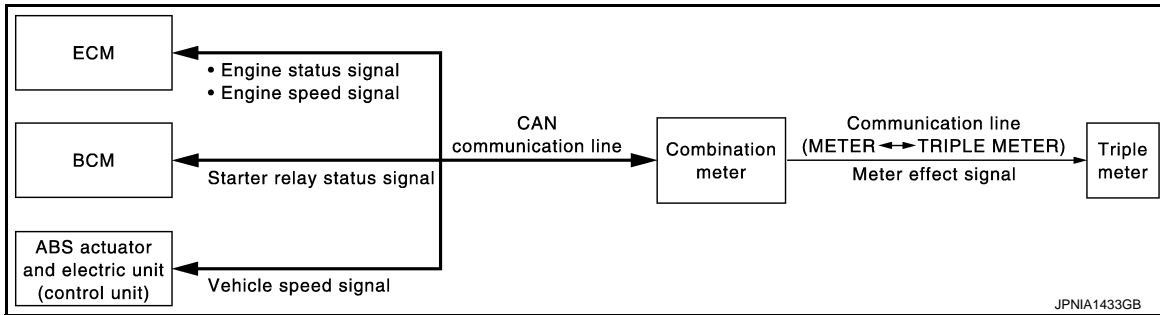 ECM
• Engine status signal
• Engine speed signal
BCM
Starter relay status signal
ABS actuator
and electric unit
(control unit)
Vehicle speed signal
CAN
communication line
Combination
meter
Communication line
(METER ◄─► TRIPLE METER)
Meter effect signal
Triple
meter
JPNIA1433GB